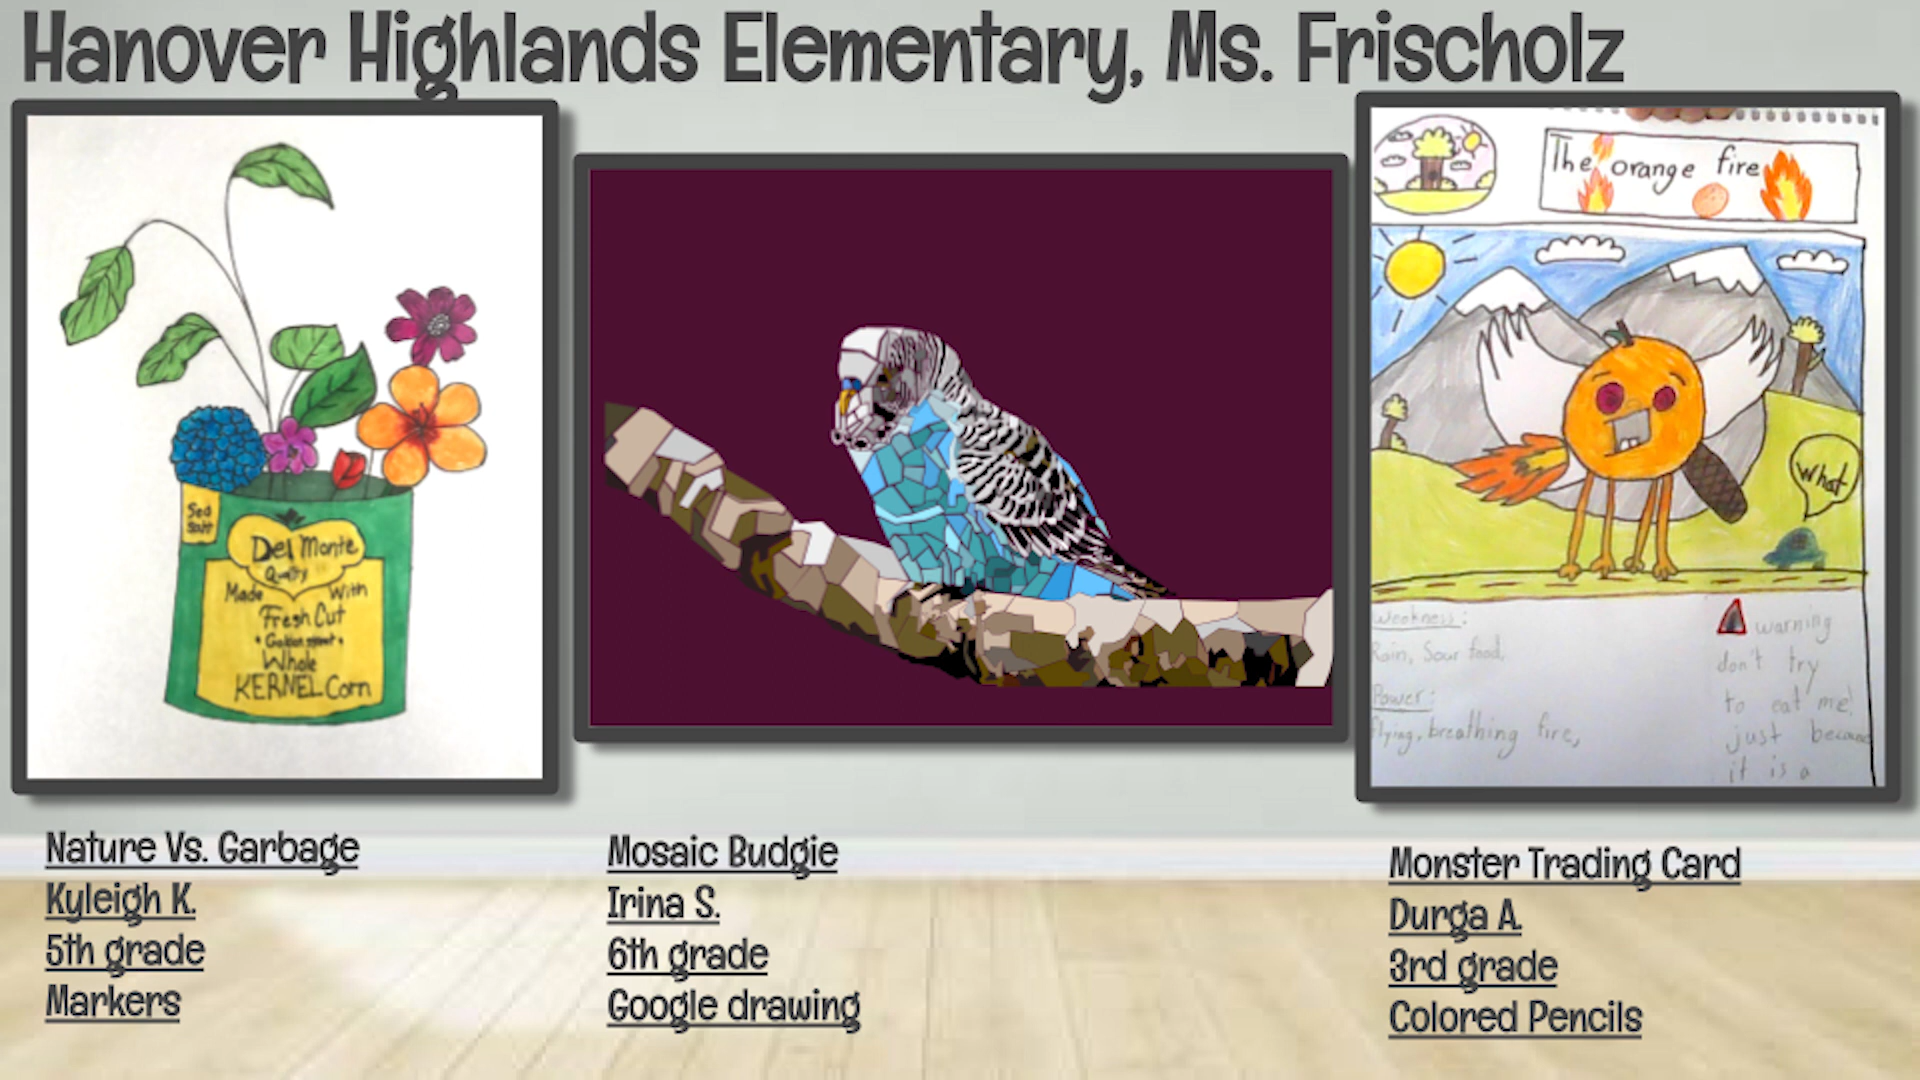 Hanover Highlands Elementary, Ms. Frischolz
Sea
Salt
Del Monte
Quality
Made With
Fresh Cut
Whole
KERNEL Corn
Nature Vs. Garbage
Kyleigh K.
5th grade
Markers
Mosaic Budgie
Irina S.
6th grade
Google drawing
The orange fire
What
Weakness:
Rain, Sour food,
Power:
flying, breathing fire,
warning
don't try
to eat me!
just because
it is a
Monster Trading Card
Durga A.
3rd grade
Colored Pencils